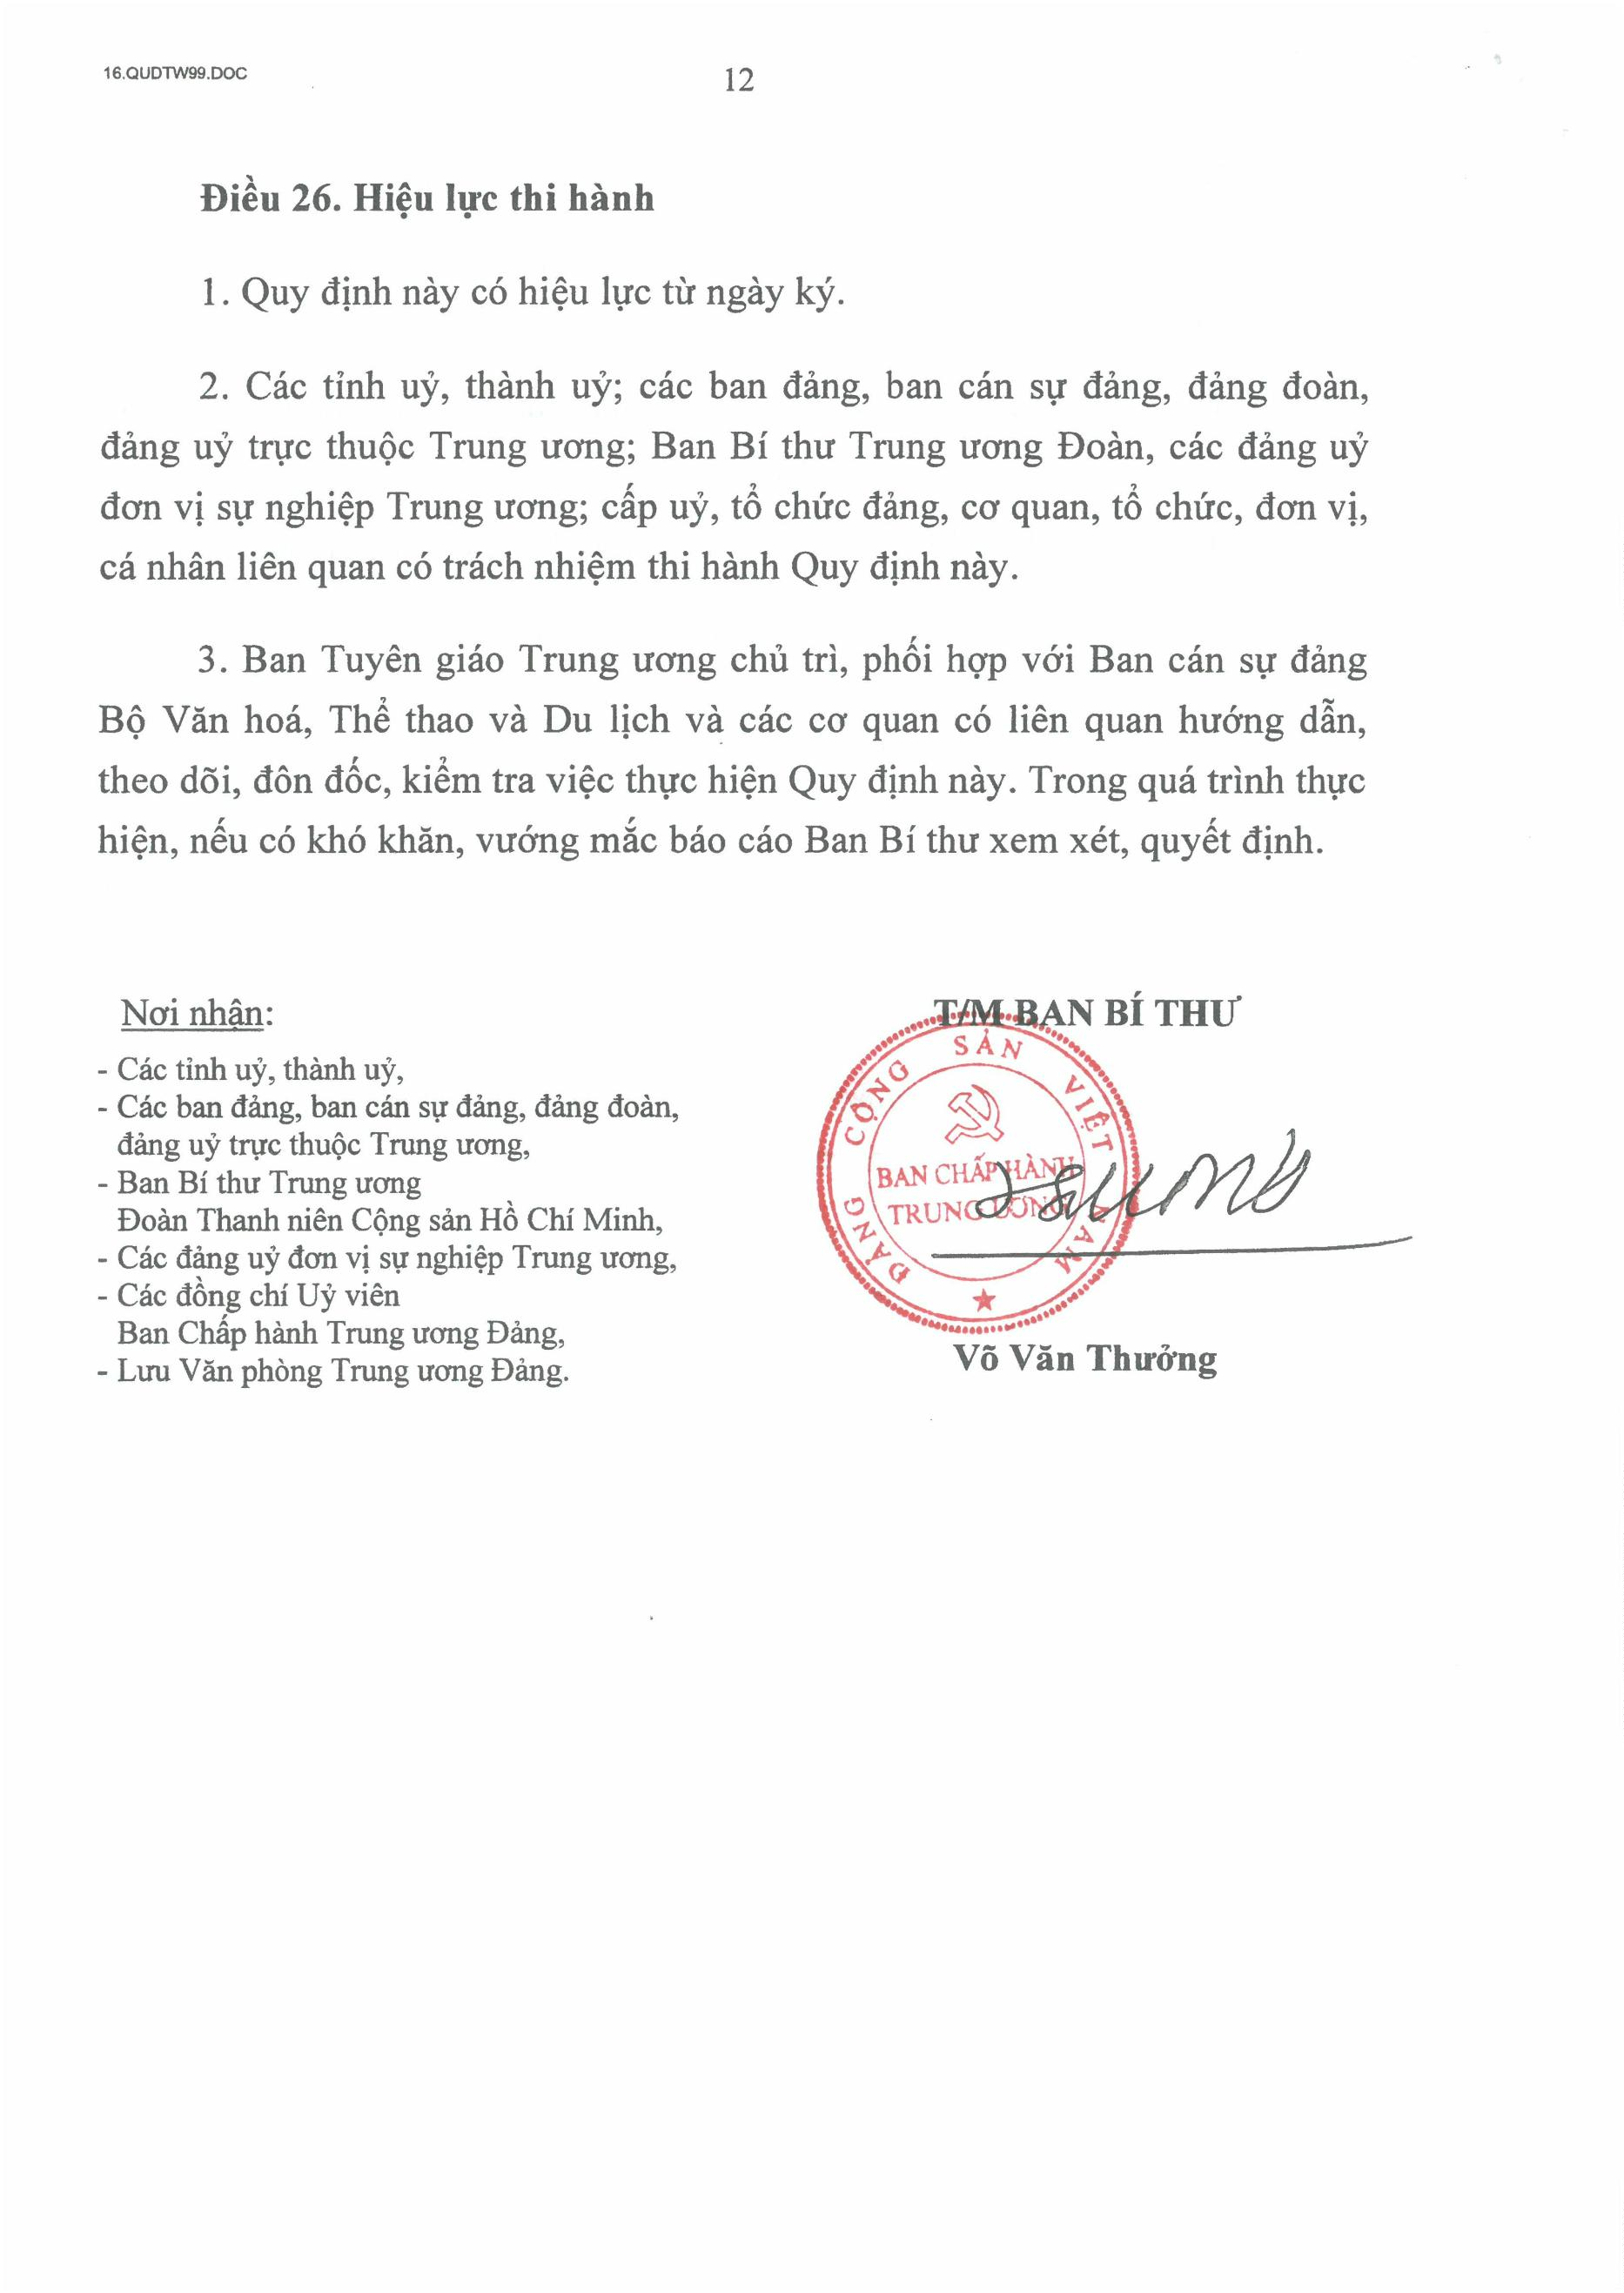 16.QUDTW99.DOC
12
Điều 26. Hiệu lực thi hành
1. Quy định này có hiệu lực từ ngày ký.
2. Các tỉnh uỷ, thành uỷ; các ban đảng, ban cán sự đảng, đảng đoàn,
đảng uỷ trực thuộc Trung ương; Ban Bí thư Trung ương Đoàn, các đảng uỷ
đơn vị sự nghiệp Trung ương; cấp uỷ, tổ chức đảng, cơ quan, tổ chức, đơn vị,
cá nhân liên quan có trách nhiệm thi hành Quy định này.
3. Ban Tuyên giáo Trung ương chủ trì, phối hợp với Ban cán sự đảng
Bộ Văn hoá, Thể thao và Du lịch và các cơ quan có liên quan hướng dẫn,
theo dõi, đôn đốc, kiểm tra việc thực hiện Quy định này. Trong quá trình thực
hiện, nếu có khó khăn, vướng mắc báo cáo Ban Bí thư xem xét, quyết định.
Nơi nhận:
- Các tỉnh uỷ, thành uỷ,
- Các ban đảng, ban cán sự đảng, đảng đoàn,
đảng uỷ trực thuộc Trung ương,
- Ban Bí thư Trung ương
Đoàn Thanh niên Cộng sản Hồ Chí Minh,
- Các đảng uỷ đơn vị sự nghiệp Trung ương,
- Các đồng chí Uỷ viên
Ban Chấp hành Trung ương Đảng,
- Lưu Văn phòng Trung ương Đảng.
T/M BAN BÍ THƯ
ĐẢNG CỘNG SẢN VIỆT NAM
BAN CHẤP HÀNH
TRUNG ƯƠNG
Võ Văn Thưởng